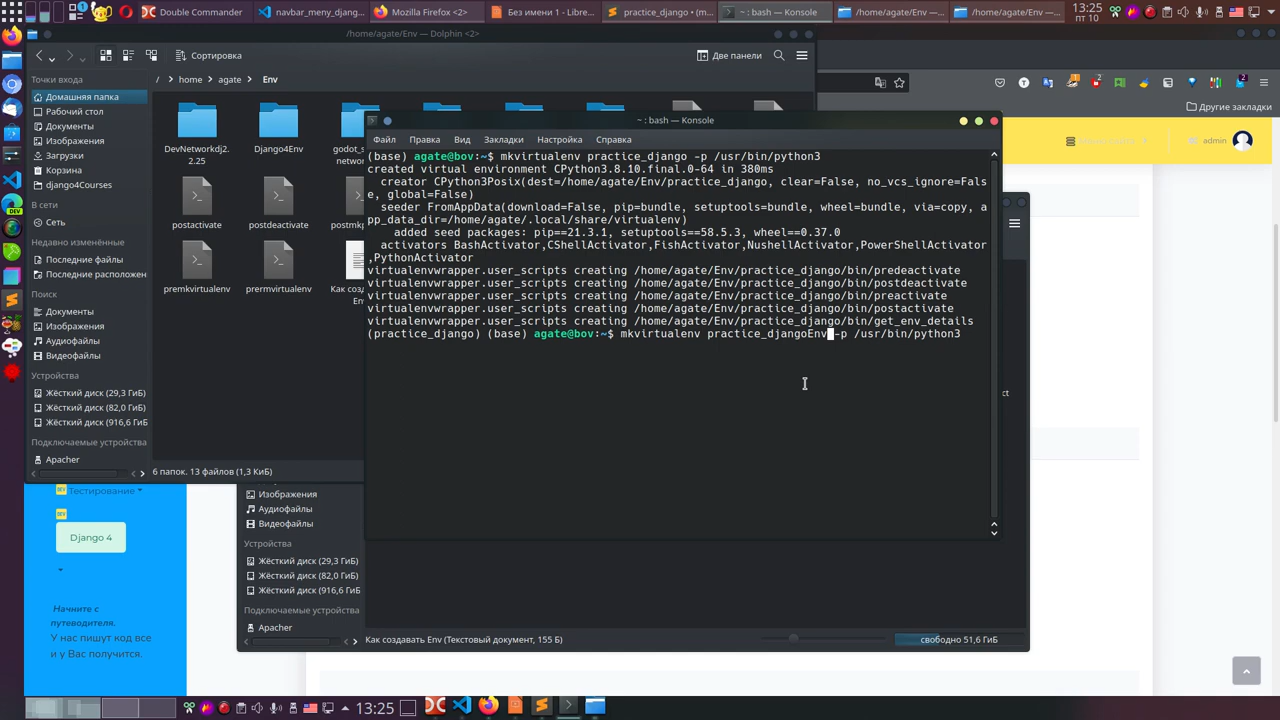 Double Commander
navbar_meny_djang...
Mozilla Firefox <2>
Без имени 1 - Libre...
practice_django • (m...
~ : bash — Konsole
/home/agate/Env —...
/home/agate/Env —...
13:25
пт 10
/home/agate/Env — Dolphin <2>
Сортировка
Две панели
Точки входа
/ home agate Env
Домашняя папка
Рабочий стол
Документы
Изображения
Загрузки
Корзина
django4Courses
В сети
Сеть
Недавно изменённые
Последние файлы
Последние расположен
Поиск
Документы
Аудиофайлы
Видеофайлы
Устройства
Жёсткий диск (29,3 ГиБ)
Жёсткий диск (82,0 ГиБ)
Жёсткий диск (916,6 ГиБ)
Подключаемые устройства
Apacher
DevNetworkdj2.
2.25
Django4Env
godot_s
networ
postactivate
postdeactivate
postmkp
premkvirtualenv
prermvirtualenv
Как созд
En
6 папок. 13 файлов (1,3 КиБ)
~ : bash — Konsole
Файл Правка Вид Закладки Настройка Справка
(base) agate@bov:~$ mkvirtualenv practice_django -p /usr/bin/python3
created virtual environment CPython3.8.10.final.0-64 in 380ms
creator CPython3Posix(dest=/home/agate/Env/practice_django, clear=False, no_vcs_ignore=Fals
e, global=False)
seeder FromAppData(download=False, pip=bundle, setuptools=bundle, wheel=bundle, via=copy, a
pp_data_dir=/home/agate/.local/share/virtualenv)
added seed packages: pip==21.3.1, setuptools==58.5.3, wheel==0.37.0
activators BashActivator,CShellActivator,FishActivator,NushellActivator,PowerShellActivator
,PythonActivator
virtualenvwrapper.user_scripts creating /home/agate/Env/practice_django/bin/predeactivate
virtualenvwrapper.user_scripts creating /home/agate/Env/practice_django/bin/postdeactivate
virtualenvwrapper.user_scripts creating /home/agate/Env/practice_django/bin/preactivate
virtualenvwrapper.user_scripts creating /home/agate/Env/practice_django/bin/postactivate
virtualenvwrapper.user_scripts creating /home/agate/Env/practice_django/bin/get_env_details
(practice_django) (base) agate@bov:~$ mkvirtualenv practice_djangoEnv -p /usr/bin/python3
Другие закладки
admin
ct
Тестирование
Django 4
Начните с
путеводителя.
У нас пишут код все
и у Вас получится.
Изображения
Аудиофайлы
Видеофайлы
Устройства
Жёсткий диск (29,3 ГиБ)
Жёсткий диск (82,0 ГиБ)
Жёсткий диск (916,6 ГиБ
Подключаемые устройства
Apacher
Как создавать Env (Текстовый документ, 155 Б)
свободно 51,6 ГиБ
13:25